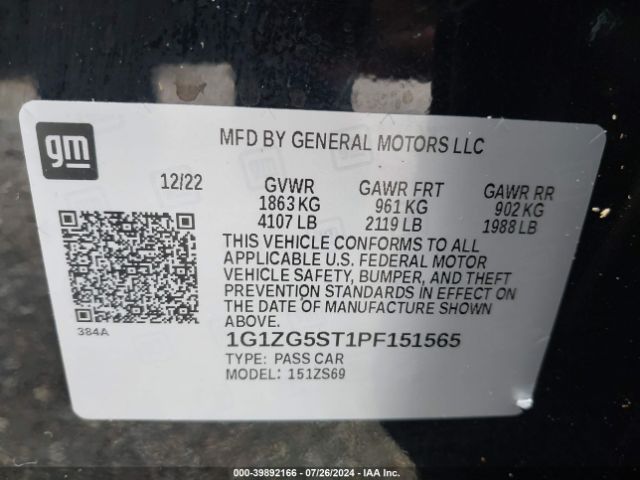 gm
MFD BY GENERAL MOTORS LLC
12/22 GVWR GAWR FRT GAWR RR
1863 KG 961 KG 902 KG
4107 LB 2119 LB 1988 LB
THIS VEHICLE CONFORMS TO ALL
APPLICABLE U.S. FEDERAL MOTOR
VEHICLE SAFETY, BUMPER, AND THEFT
PREVENTION STANDARDS IN EFFECT ON
THE DATE OF MANUFACTURE SHOWN
ABOVE.
384A
1G1ZG5ST1PF151565
TYPE: PASS CAR
MODEL: 151ZS69
000-39892166 - 07/26/2024 - IAA Inc.